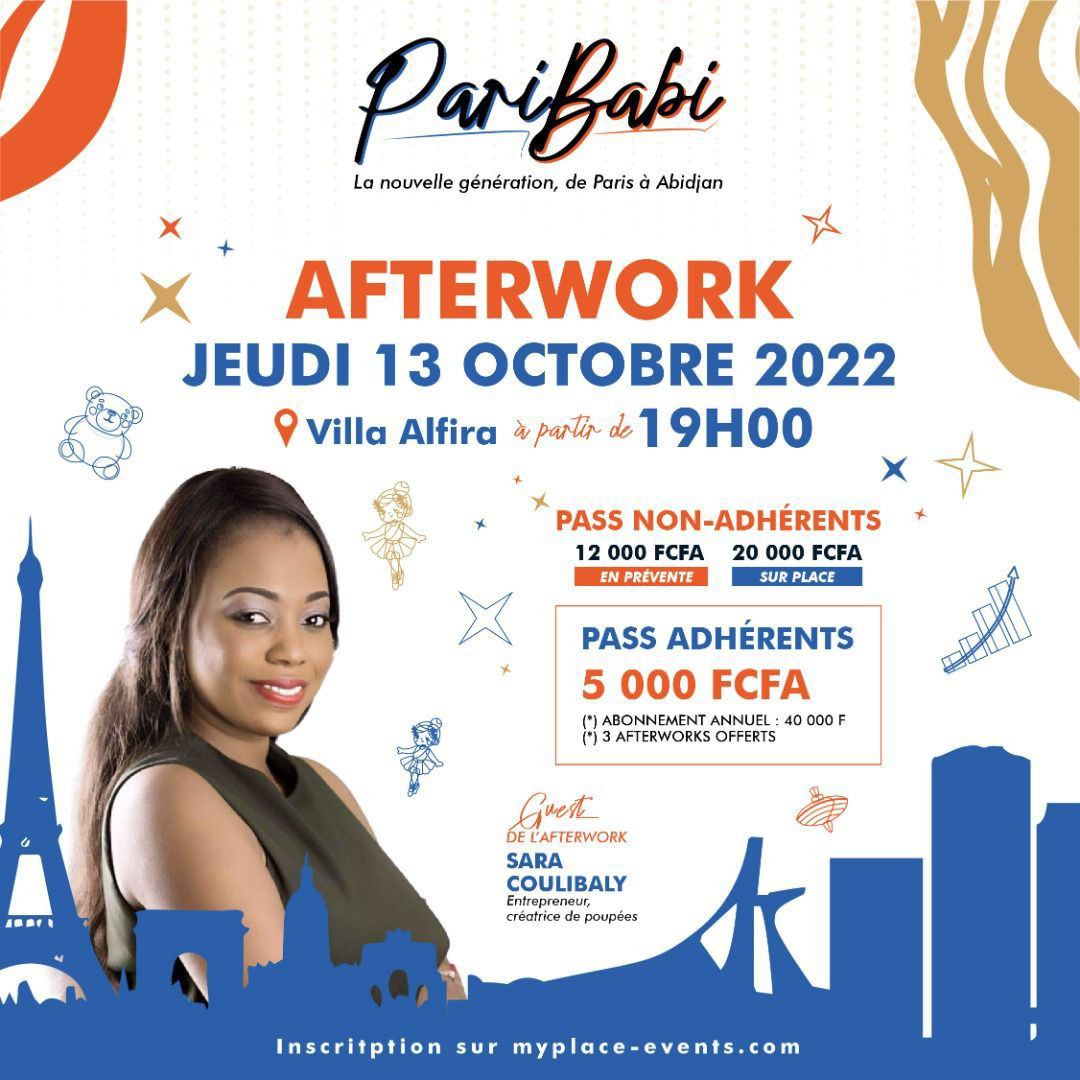 PariBabi
La nouvelle génération, de Paris à Abidjan
AFTERWORK
JEUDI 13 OCTOBRE 2022
Villa Alfira à partir de 19H00
PASS NON-ADHÉRENTS
12 000 FCFA 20 000 FCFA
EN PRÉVENTE SUR PLACE
PASS ADHÉRENTS
5 000 FCFA
(*) ABONNEMENT ANNUEL : 40 000 F
(*) 3 AFTERWORKS OFFERTS
Guest
DE L'AFTERWORK
SARA
COULIBALY
Entrepreneur,
créatrice de poupées
Inscritption sur myplace-events.com